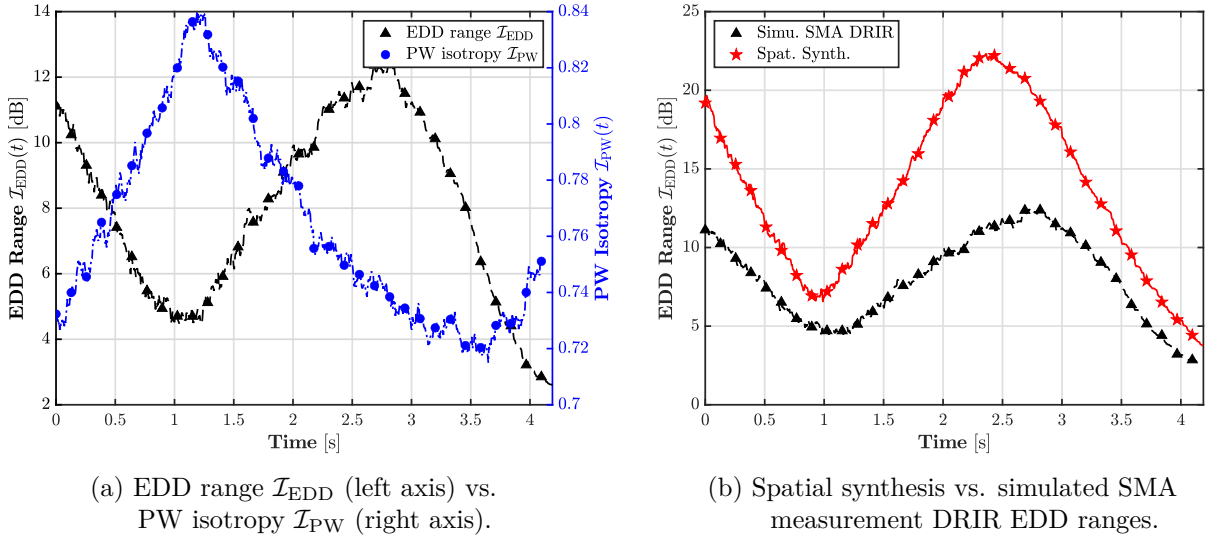 14
12
10
8
6
4
2
EDD Range 𝓘_EDD(t) [dB]
0.84
0.82
0.8
0.78
0.76
0.74
0.72
0.7
PW Isotropy 𝓘_PW(t)
EDD range 𝓘_EDD
PW isotropy 𝓘_PW
0 0.5 1 1.5 2 2.5 3 3.5 4
Time [s]
(a) EDD range 𝓘_EDD (left axis) vs.
PW isotropy 𝓘_PW (right axis).
25
20
15
10
5
0
EDD Range 𝓘_EDD(t) [dB]
Simu. SMA DRIR
Spat. Synth.
0 0.5 1 1.5 2 2.5 3 3.5 4
Time [s]
(b) Spatial synthesis vs. simulated SMA
measurement DRIR EDD ranges.